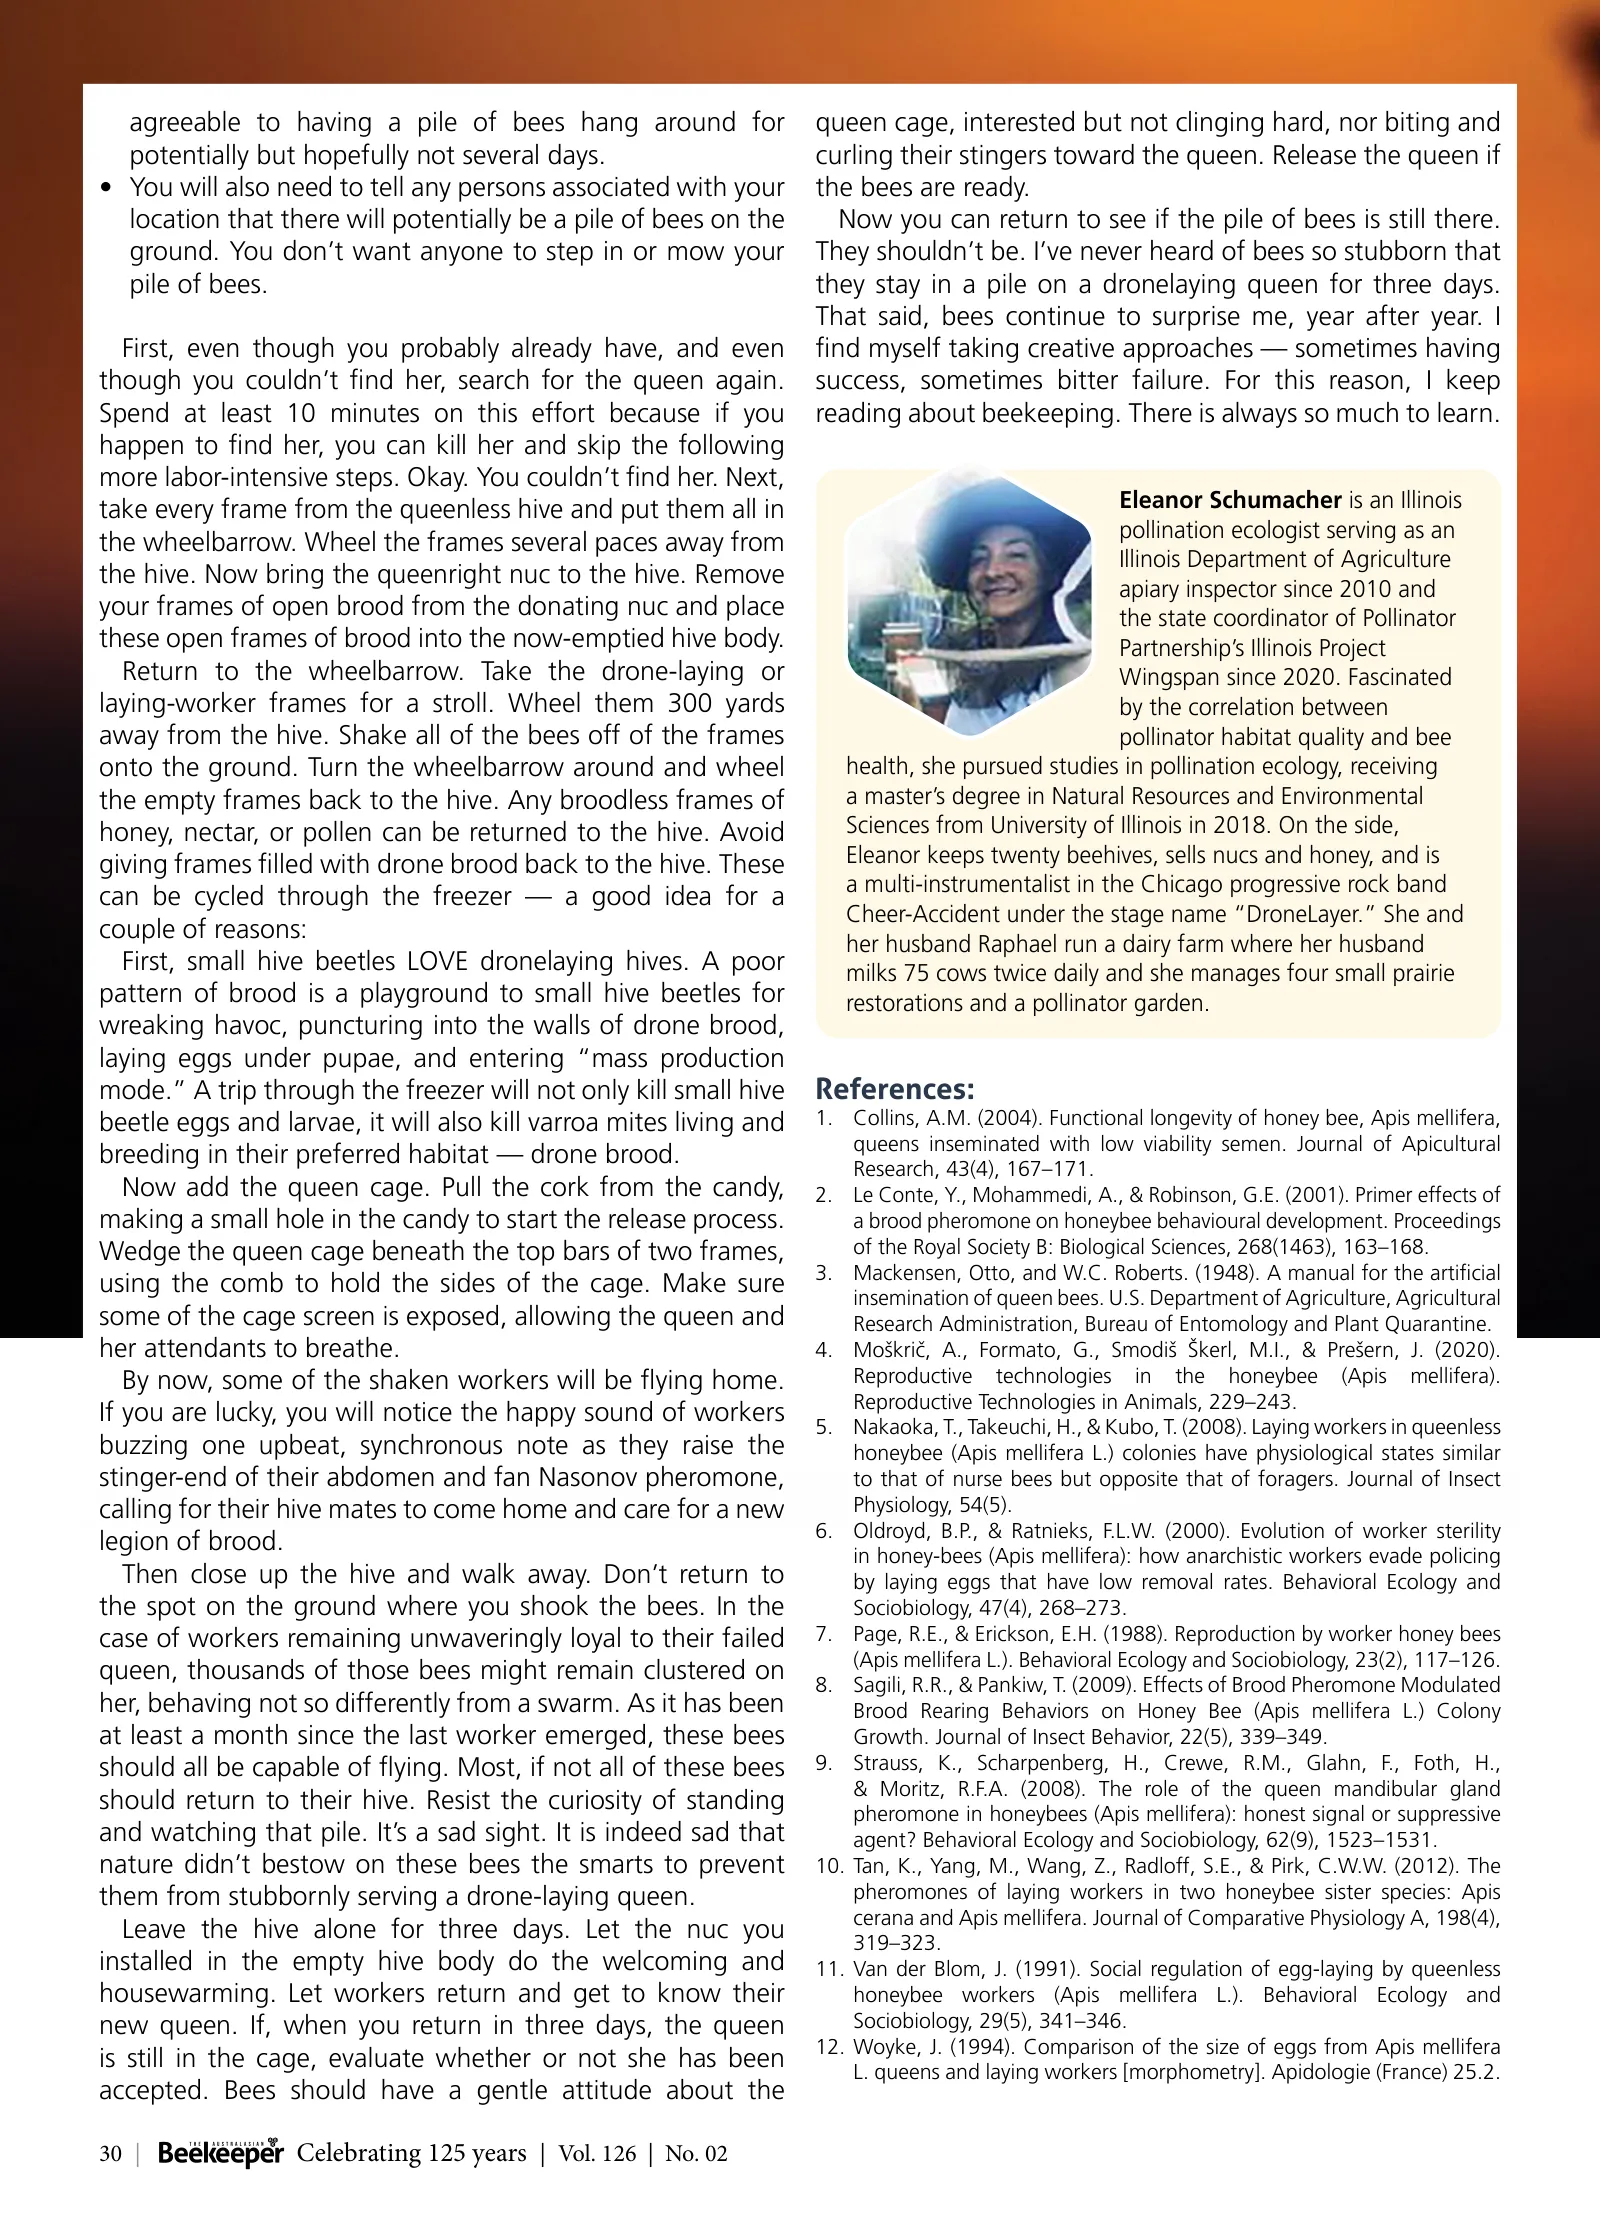 agreeable to having a pile of bees hang around for
potentially but hopefully not several days.
• You will also need to tell any persons associated with your
location that there will potentially be a pile of bees on the
ground. You don’t want anyone to step in or mow your
pile of bees.
First, even though you probably already have, and even
though you couldn’t find her, search for the queen again.
Spend at least 10 minutes on this effort because if you
happen to find her, you can kill her and skip the following
more labor-intensive steps. Okay. You couldn’t find her. Next,
take every frame from the queenless hive and put them all in
the wheelbarrow. Wheel the frames several paces away from
the hive. Now bring the queenright nuc to the hive. Remove
your frames of open brood from the donating nuc and place
these open frames of brood into the now-emptied hive body.
Return to the wheelbarrow. Take the drone-laying or
laying-worker frames for a stroll. Wheel them 300 yards
away from the hive. Shake all of the bees off of the frames
onto the ground. Turn the wheelbarrow around and wheel
the empty frames back to the hive. Any broodless frames of
honey, nectar, or pollen can be returned to the hive. Avoid
giving frames filled with drone brood back to the hive. These
can be cycled through the freezer — a good idea for a
couple of reasons:
First, small hive beetles LOVE dronelaying hives. A poor
pattern of brood is a playground to small hive beetles for
wreaking havoc, puncturing into the walls of drone brood,
laying eggs under pupae, and entering “mass production
mode.” A trip through the freezer will not only kill small hive
beetle eggs and larvae, it will also kill varroa mites living and
breeding in their preferred habitat — drone brood.
Now add the queen cage. Pull the cork from the candy,
making a small hole in the candy to start the release process.
Wedge the queen cage beneath the top bars of two frames,
using the comb to hold the sides of the cage. Make sure
some of the cage screen is exposed, allowing the queen and
her attendants to breathe.
By now, some of the shaken workers will be flying home.
If you are lucky, you will notice the happy sound of workers
buzzing one upbeat, synchronous note as they raise the
stinger-end of their abdomen and fan Nasonov pheromone,
calling for their hive mates to come home and care for a new
legion of brood.
Then close up the hive and walk away. Don’t return to
the spot on the ground where you shook the bees. In the
case of workers remaining unwaveringly loyal to their failed
queen, thousands of those bees might remain clustered on
her, behaving not so differently from a swarm. As it has been
at least a month since the last worker emerged, these bees
should all be capable of flying. Most, if not all of these bees
should return to their hive. Resist the curiosity of standing
and watching that pile. It’s a sad sight. It is indeed sad that
nature didn’t bestow on these bees the smarts to prevent
them from stubbornly serving a drone-laying queen.
Leave the hive alone for three days. Let the nuc you
installed in the empty hive body do the welcoming and
housewarming. Let workers return and get to know their
new queen. If, when you return in three days, the queen
is still in the cage, evaluate whether or not she has been
accepted. Bees should have a gentle attitude about the
queen cage, interested but not clinging hard, nor biting and
curling their stingers toward the queen. Release the queen if
the bees are ready.
Now you can return to see if the pile of bees is still there.
They shouldn’t be. I’ve never heard of bees so stubborn that
they stay in a pile on a dronelaying queen for three days.
That said, bees continue to surprise me, year after year. I
find myself taking creative approaches — sometimes having
success, sometimes bitter failure. For this reason, I keep
reading about beekeeping. There is always so much to learn.
Eleanor Schumacher is an Illinois
pollination ecologist serving as an
Illinois Department of Agriculture
apiary inspector since 2010 and
the state coordinator of Pollinator
Partnership’s Illinois Project
Wingspan since 2020. Fascinated
by the correlation between
pollinator habitat quality and bee
health, she pursued studies in pollination ecology, receiving
a master’s degree in Natural Resources and Environmental
Sciences from University of Illinois in 2018. On the side,
Eleanor keeps twenty beehives, sells nucs and honey, and is
a multi-instrumentalist in the Chicago progressive rock band
Cheer-Accident under the stage name “DroneLayer.” She and
her husband Raphael run a dairy farm where her husband
milks 75 cows twice daily and she manages four small prairie
restorations and a pollinator garden.
References:
1. Collins, A.M. (2004). Functional longevity of honey bee, Apis mellifera,
queens inseminated with low viability semen. Journal of Apicultural
Research, 43(4), 167–171.
2. Le Conte, Y., Mohammedi, A., & Robinson, G.E. (2001). Primer effects of
a brood pheromone on honeybee behavioural development. Proceedings
of the Royal Society B: Biological Sciences, 268(1463), 163–168.
3. Mackensen, Otto, and W.C. Roberts. (1948). A manual for the artificial
insemination of queen bees. U.S. Department of Agriculture, Agricultural
Research Administration, Bureau of Entomology and Plant Quarantine.
4. Moškrič, A., Formato, G., Smodiš Škerl, M.I., & Prešern, J. (2020).
Reproductive technologies in the honeybee (Apis mellifera).
Reproductive Technologies in Animals, 229–243.
5. Nakaoka, T., Takeuchi, H., & Kubo, T. (2008). Laying workers in queenless
honeybee (Apis mellifera L.) colonies have physiological states similar
to that of nurse bees but opposite that of foragers. Journal of Insect
Physiology, 54(5).
6. Oldroyd, B.P., & Ratnieks, F.L.W. (2000). Evolution of worker sterility
in honey-bees (Apis mellifera): how anarchistic workers evade policing
by laying eggs that have low removal rates. Behavioral Ecology and
Sociobiology, 47(4), 268–273.
7. Page, R.E., & Erickson, E.H. (1988). Reproduction by worker honey bees
(Apis mellifera L.). Behavioral Ecology and Sociobiology, 23(2), 117–126.
8. Sagili, R.R., & Pankiw, T. (2009). Effects of Brood Pheromone Modulated
Brood Rearing Behaviors on Honey Bee (Apis mellifera L.) Colony
Growth. Journal of Insect Behavior, 22(5), 339–349.
9. Strauss, K., Scharpenberg, H., Crewe, R.M., Glahn, F., Foth, H.,
& Moritz, R.F.A. (2008). The role of the queen mandibular gland
pheromone in honeybees (Apis mellifera): honest signal or suppressive
agent? Behavioral Ecology and Sociobiology, 62(9), 1523–1531.
10. Tan, K., Yang, M., Wang, Z., Radloff, S.E., & Pirk, C.W.W. (2012). The
pheromones of laying workers in two honeybee sister species: Apis
cerana and Apis mellifera. Journal of Comparative Physiology A, 198(4),
319–323.
11. Van der Blom, J. (1991). Social regulation of egg-laying by queenless
honeybee workers (Apis mellifera L.). Behavioral Ecology and
Sociobiology, 29(5), 341–346.
12. Woyke, J. (1994). Comparison of the size of eggs from Apis mellifera
L. queens and laying workers [morphometry]. Apidologie (France) 25.2.
30 | THE AUSTRALASIAN Beekeeper Celebrating 125 years | Vol. 126 | No. 02